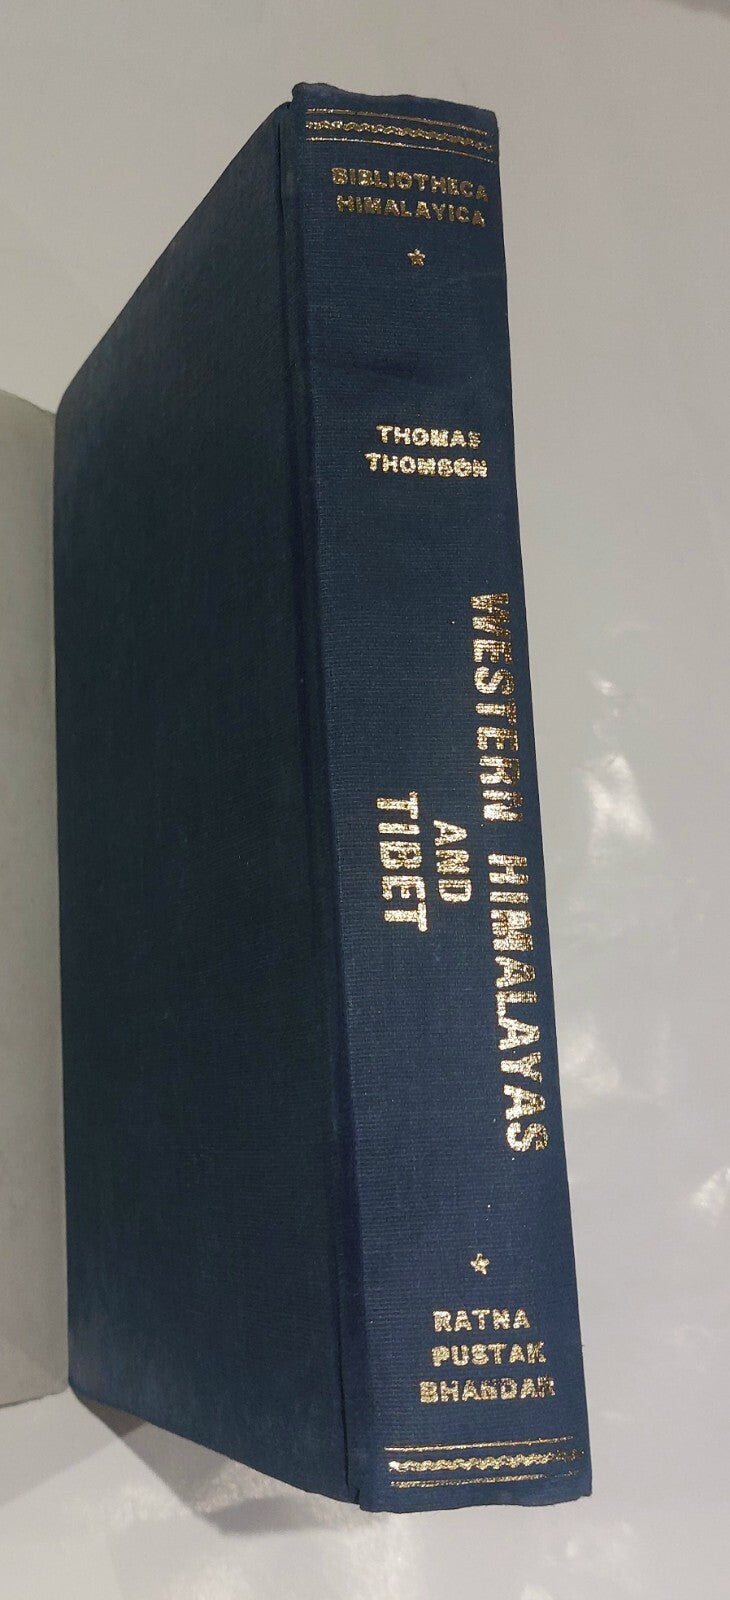 BIBLIOTHECA
HIMALAYICA
THOMAS
THOMSON
WESTERN HIMALAYAS
AND
TIBET
RATNA
PUSTAK
BHANDAR